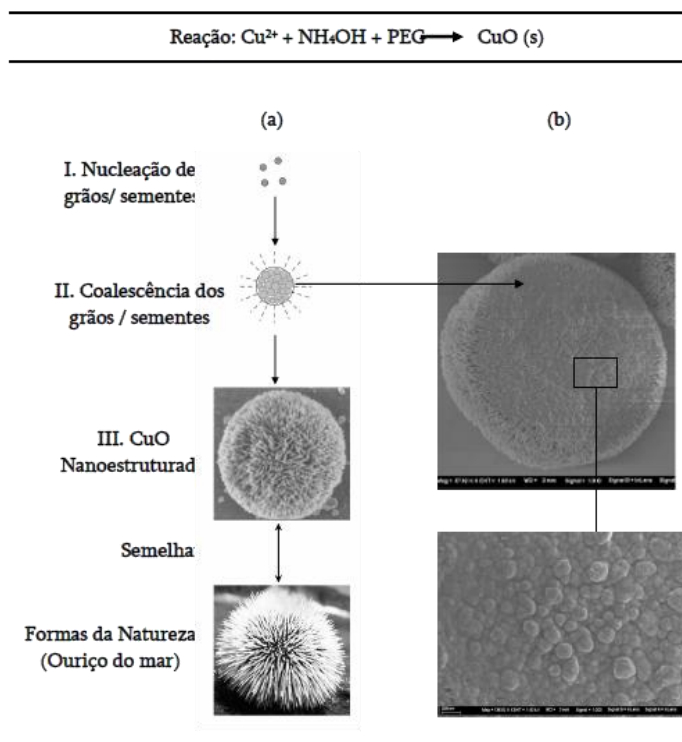 Reação: Cu²⁺ + NH₄OH + PEG → CuO (s)
(a)
(b)
I. Nucleação de
grãos/ sementes
II. Coalescência dos
grãos / sementes
III. CuO
Nanoestruturad
Semelha
Formas da Natureza
(Ouriço do mar)